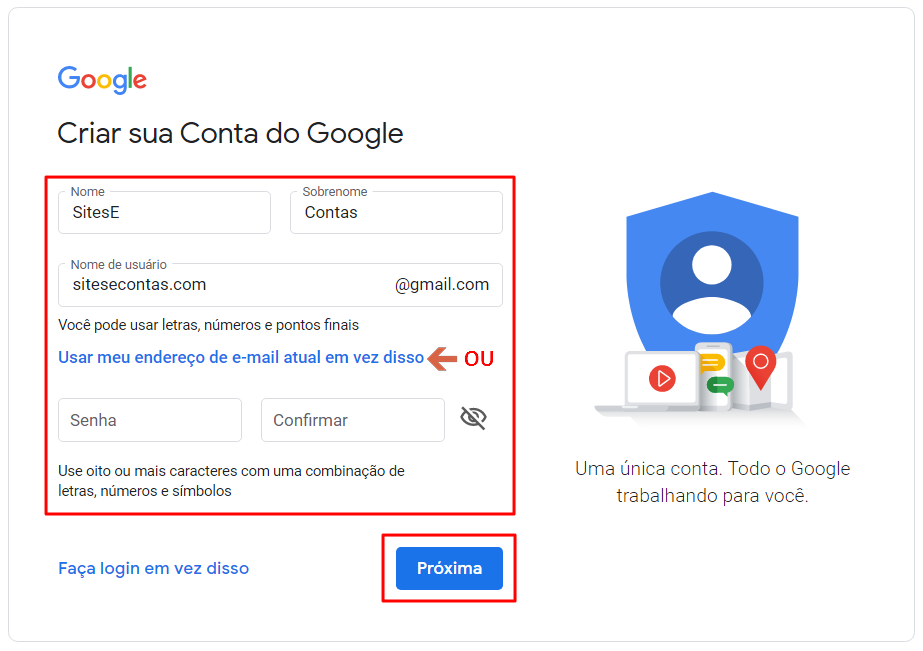 Google
Criar sua Conta do Google
Nome
Sobrenome
SitesE
Contas
Nome de usuário
sitesecontas.com
@gmail.com
Você pode usar letras, números e pontos finais
Usar meu endereço de e-mail atual em vez disso OU
Senha
Confirmar
Use oito ou mais caracteres com uma combinação de
letras, números e símbolos
Uma única conta. Todo o Google
trabalhando para você.
Faça login em vez disso
Próxima